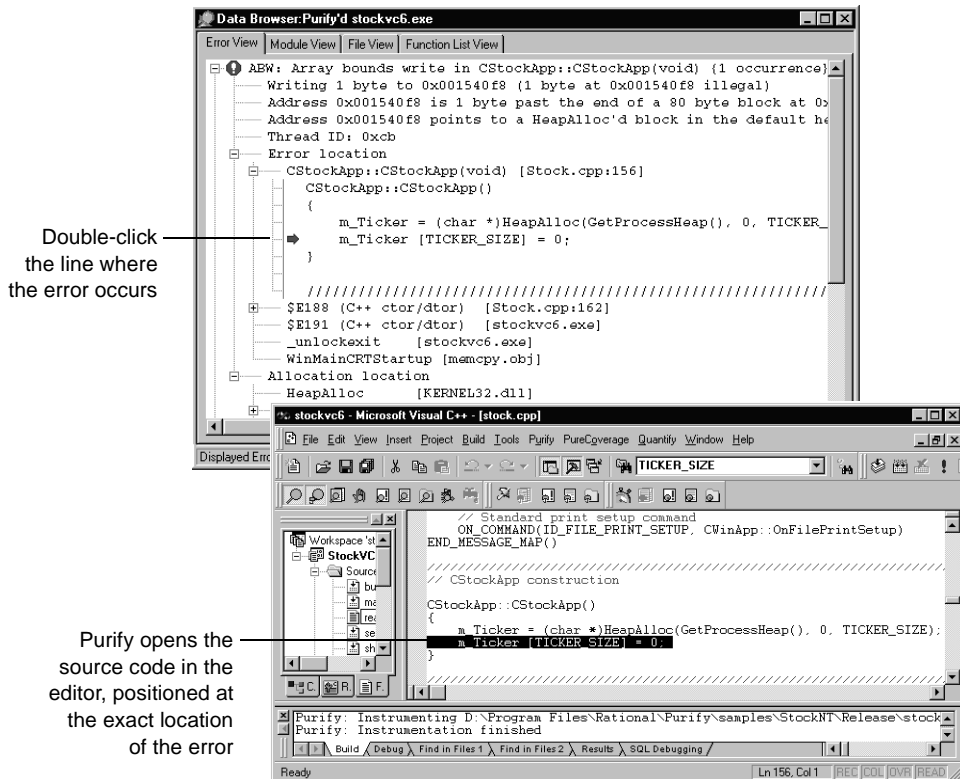 Data Browser:Purify'd stockvc6.exe
Error View Module View File View Function List View
ABW: Array bounds write in CStockApp::CStockApp(void) {1 occurrence}
Writing 1 byte to 0x001540f8 (1 byte at 0x001540f8 illegal)
Address 0x001540f8 is 1 byte past the end of a 80 byte block at 0x
Address 0x001540f8 points to a HeapAlloc'd block in the default he
Thread ID: 0xcb
Error location
CStockApp::CStockApp(void) [Stock.cpp:156]
CStockApp::CStockApp()
{
m_Ticker = (char *)HeapAlloc(GetProcessHeap(), 0, TICKER_
m_Ticker [TICKER_SIZE] = 0;
}
////////////////////////////////////////////////////////////
$E188 (C++ ctor/dtor) [Stock.cpp:162]
$E191 (C++ ctor/dtor) [stockvc6.exe]
_unlockexit [stockvc6.exe]
WinMainCRTStartup [memcpy.obj]
Allocation location
HeapAlloc [KERNEL32.dll]
Displayed Erro
Double-click
the line where
the error occurs
stockvc6 - Microsoft Visual C++ - [stock.cpp]
File Edit View Insert Project Build Tools Purify PureCoverage Quantify Window Help
TICKER_SIZE
Workspace 'st
StockVC
Source
bu
ma
rea
se
sh
C. R. F.
// Standard print setup command
ON_COMMAND(ID_FILE_PRINT_SETUP, CWinApp::OnFilePrintSetup)
END_MESSAGE_MAP()
////////////////////////////////////////////////////////////
// CStockApp construction
CStockApp::CStockApp()
{
m_Ticker = (char *)HeapAlloc(GetProcessHeap(), 0, TICKER_SIZE);
m_Ticker [TICKER_SIZE] = 0;
}
////////////////////////////////////////////////////////////
Purify opens the
source code in the
editor, positioned at
the exact location
of the error
Purify: Instrumenting D:\Program Files\Rational\Purify\samples\StockNT\Release\stock
Purify: Instrumentation finished
Build Debug Find in Files 1 Find in Files 2 Results SQL Debugging
Ready
Ln 156, Col 1 REC COL OVR READ